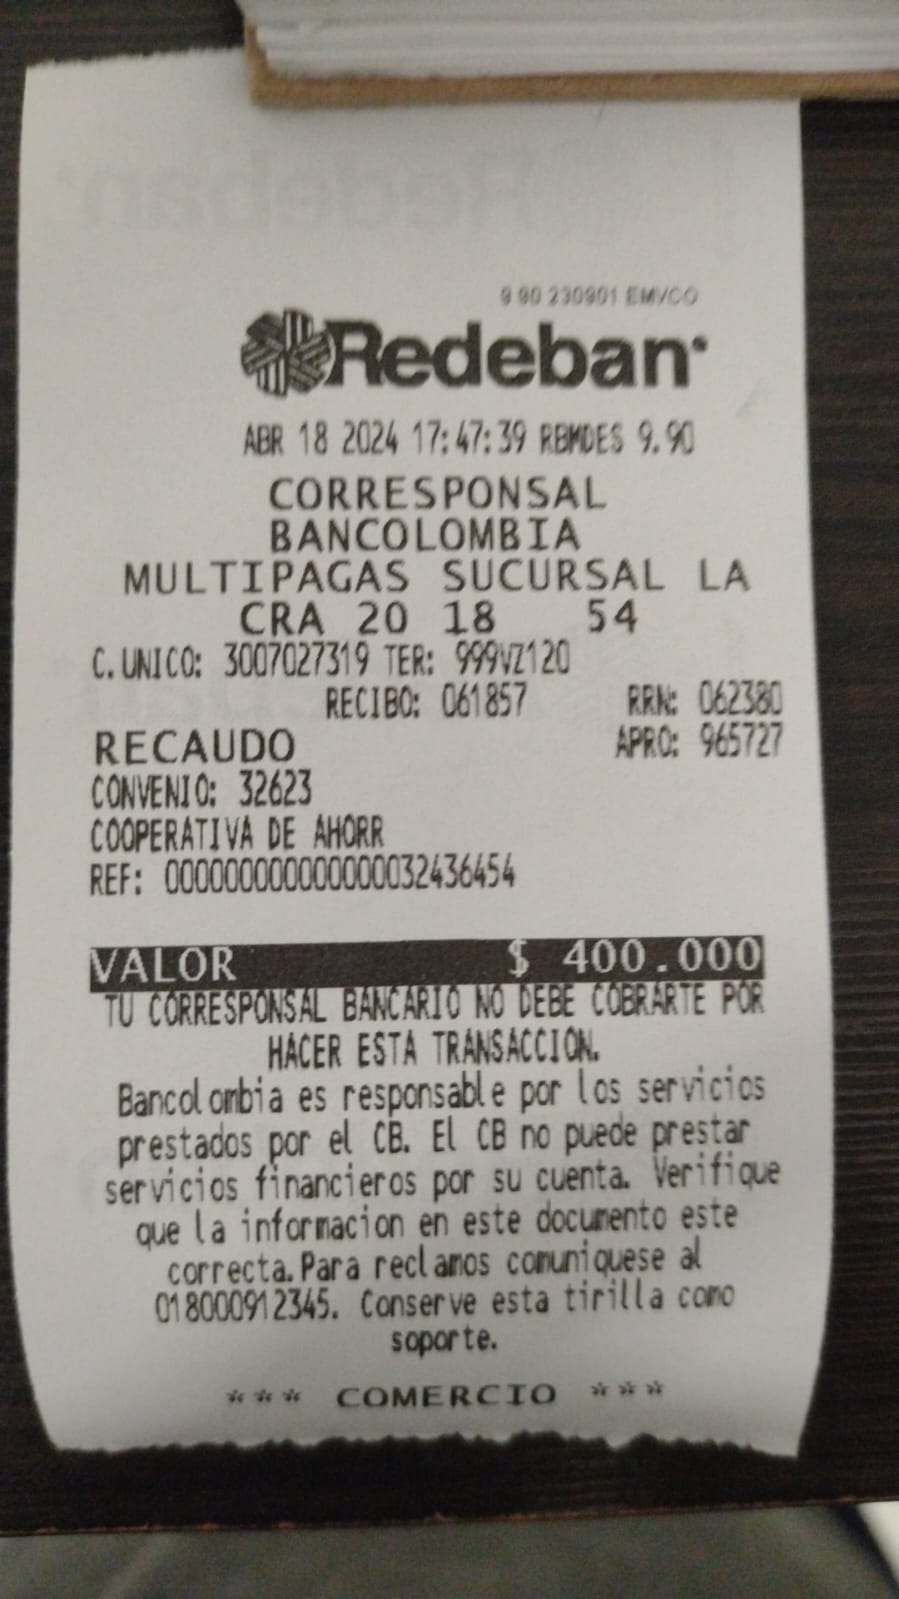 9 90 230901 EMVCO
Redeban
ABR 18 2024 17:47:39 RBMDES 9.90
CORRESPONSAL
BANCOLOMBIA
MULTIPAGAS SUCURSAL LA
CRA 20 18 54
C.UNICO: 3007027319 TER: 999VZ120
RECIBO: 061857 RRN: 062380
RECAUDO APRO: 965727
CONVENIO: 32623
COOPERATIVA DE AHORR
REF: 000000000000000032436454
VALOR $ 400.000
TU CORRESPONSAL BANCARIO NO DEBE COBRARTE POR
HACER ESTA TRANSACCION.
Bancolombia es responsable por los servicios
prestados por el CB. El CB no puede prestar
servicios financieros por su cuenta. Verifique
que la informacion en este documento este
correcta.Para reclamos comuniquese al
018000912345. Conserve esta tirilla como
soporte.
*** COMERCIO ***